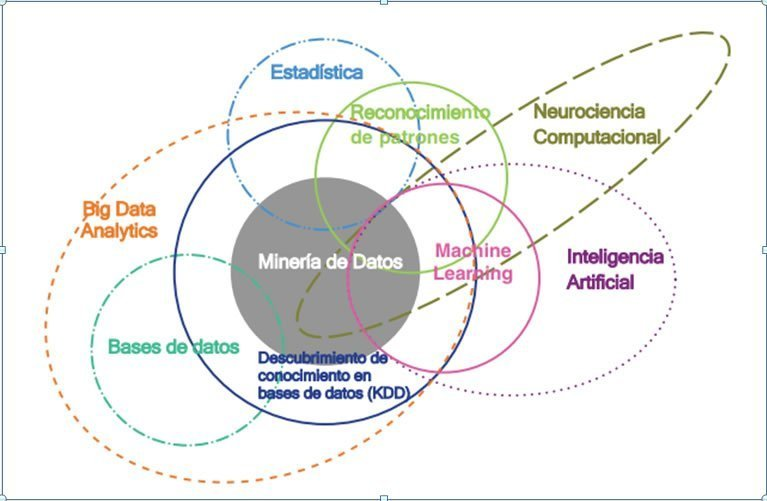 Estadística
Reconocimiento
de patrones
Neurociencia
Computacional
Big Data
Analytics
Minería de Datos
Machine
Learning
Inteligencia
Artificial
Bases de datos
Descubrimiento de
conocimiento en
bases de datos (KDD)